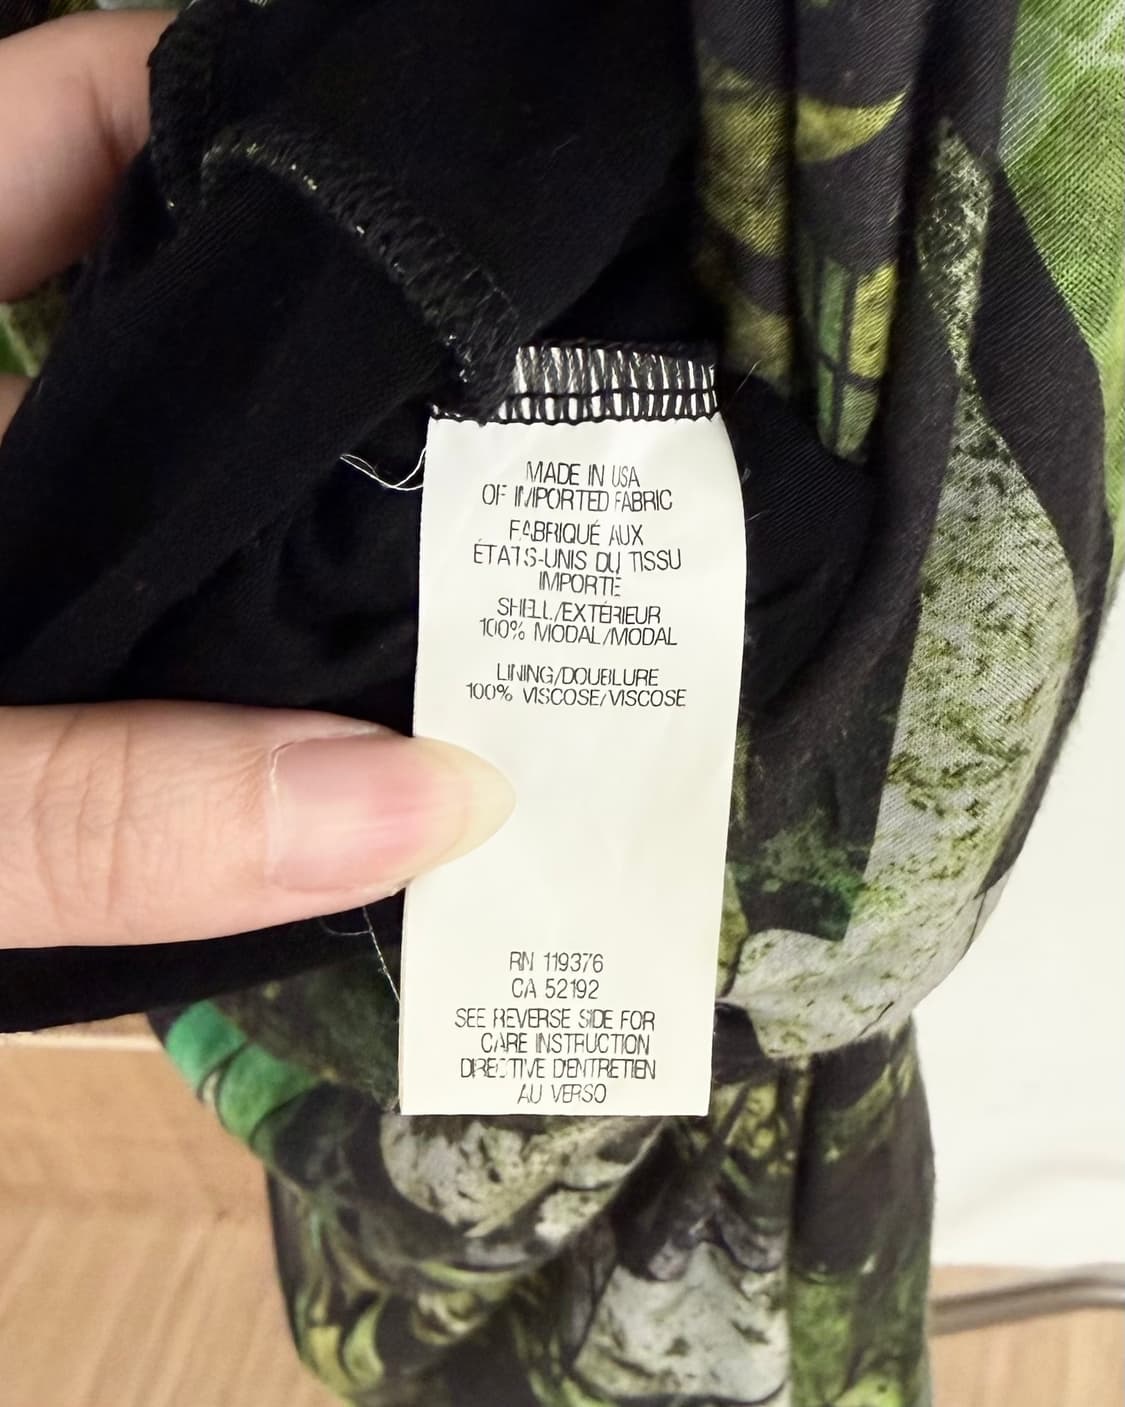 MADE IN USA
OF IMPORTED FABRIC
FABRIQUÉ AUX
ÉTATS-UNIS DU TISSU
IMPORTÉ
SHELL/EXTÉRIEUR
100% MODAL/MODAL
LINING/DOUBLURE
100% VISCOSE/VISCOSE
RN 119376
CA 52192
SEE REVERSE SIDE FOR
CARE INSTRUCTION
DIRECTIVE D'ENTRETIEN
AU VERSO